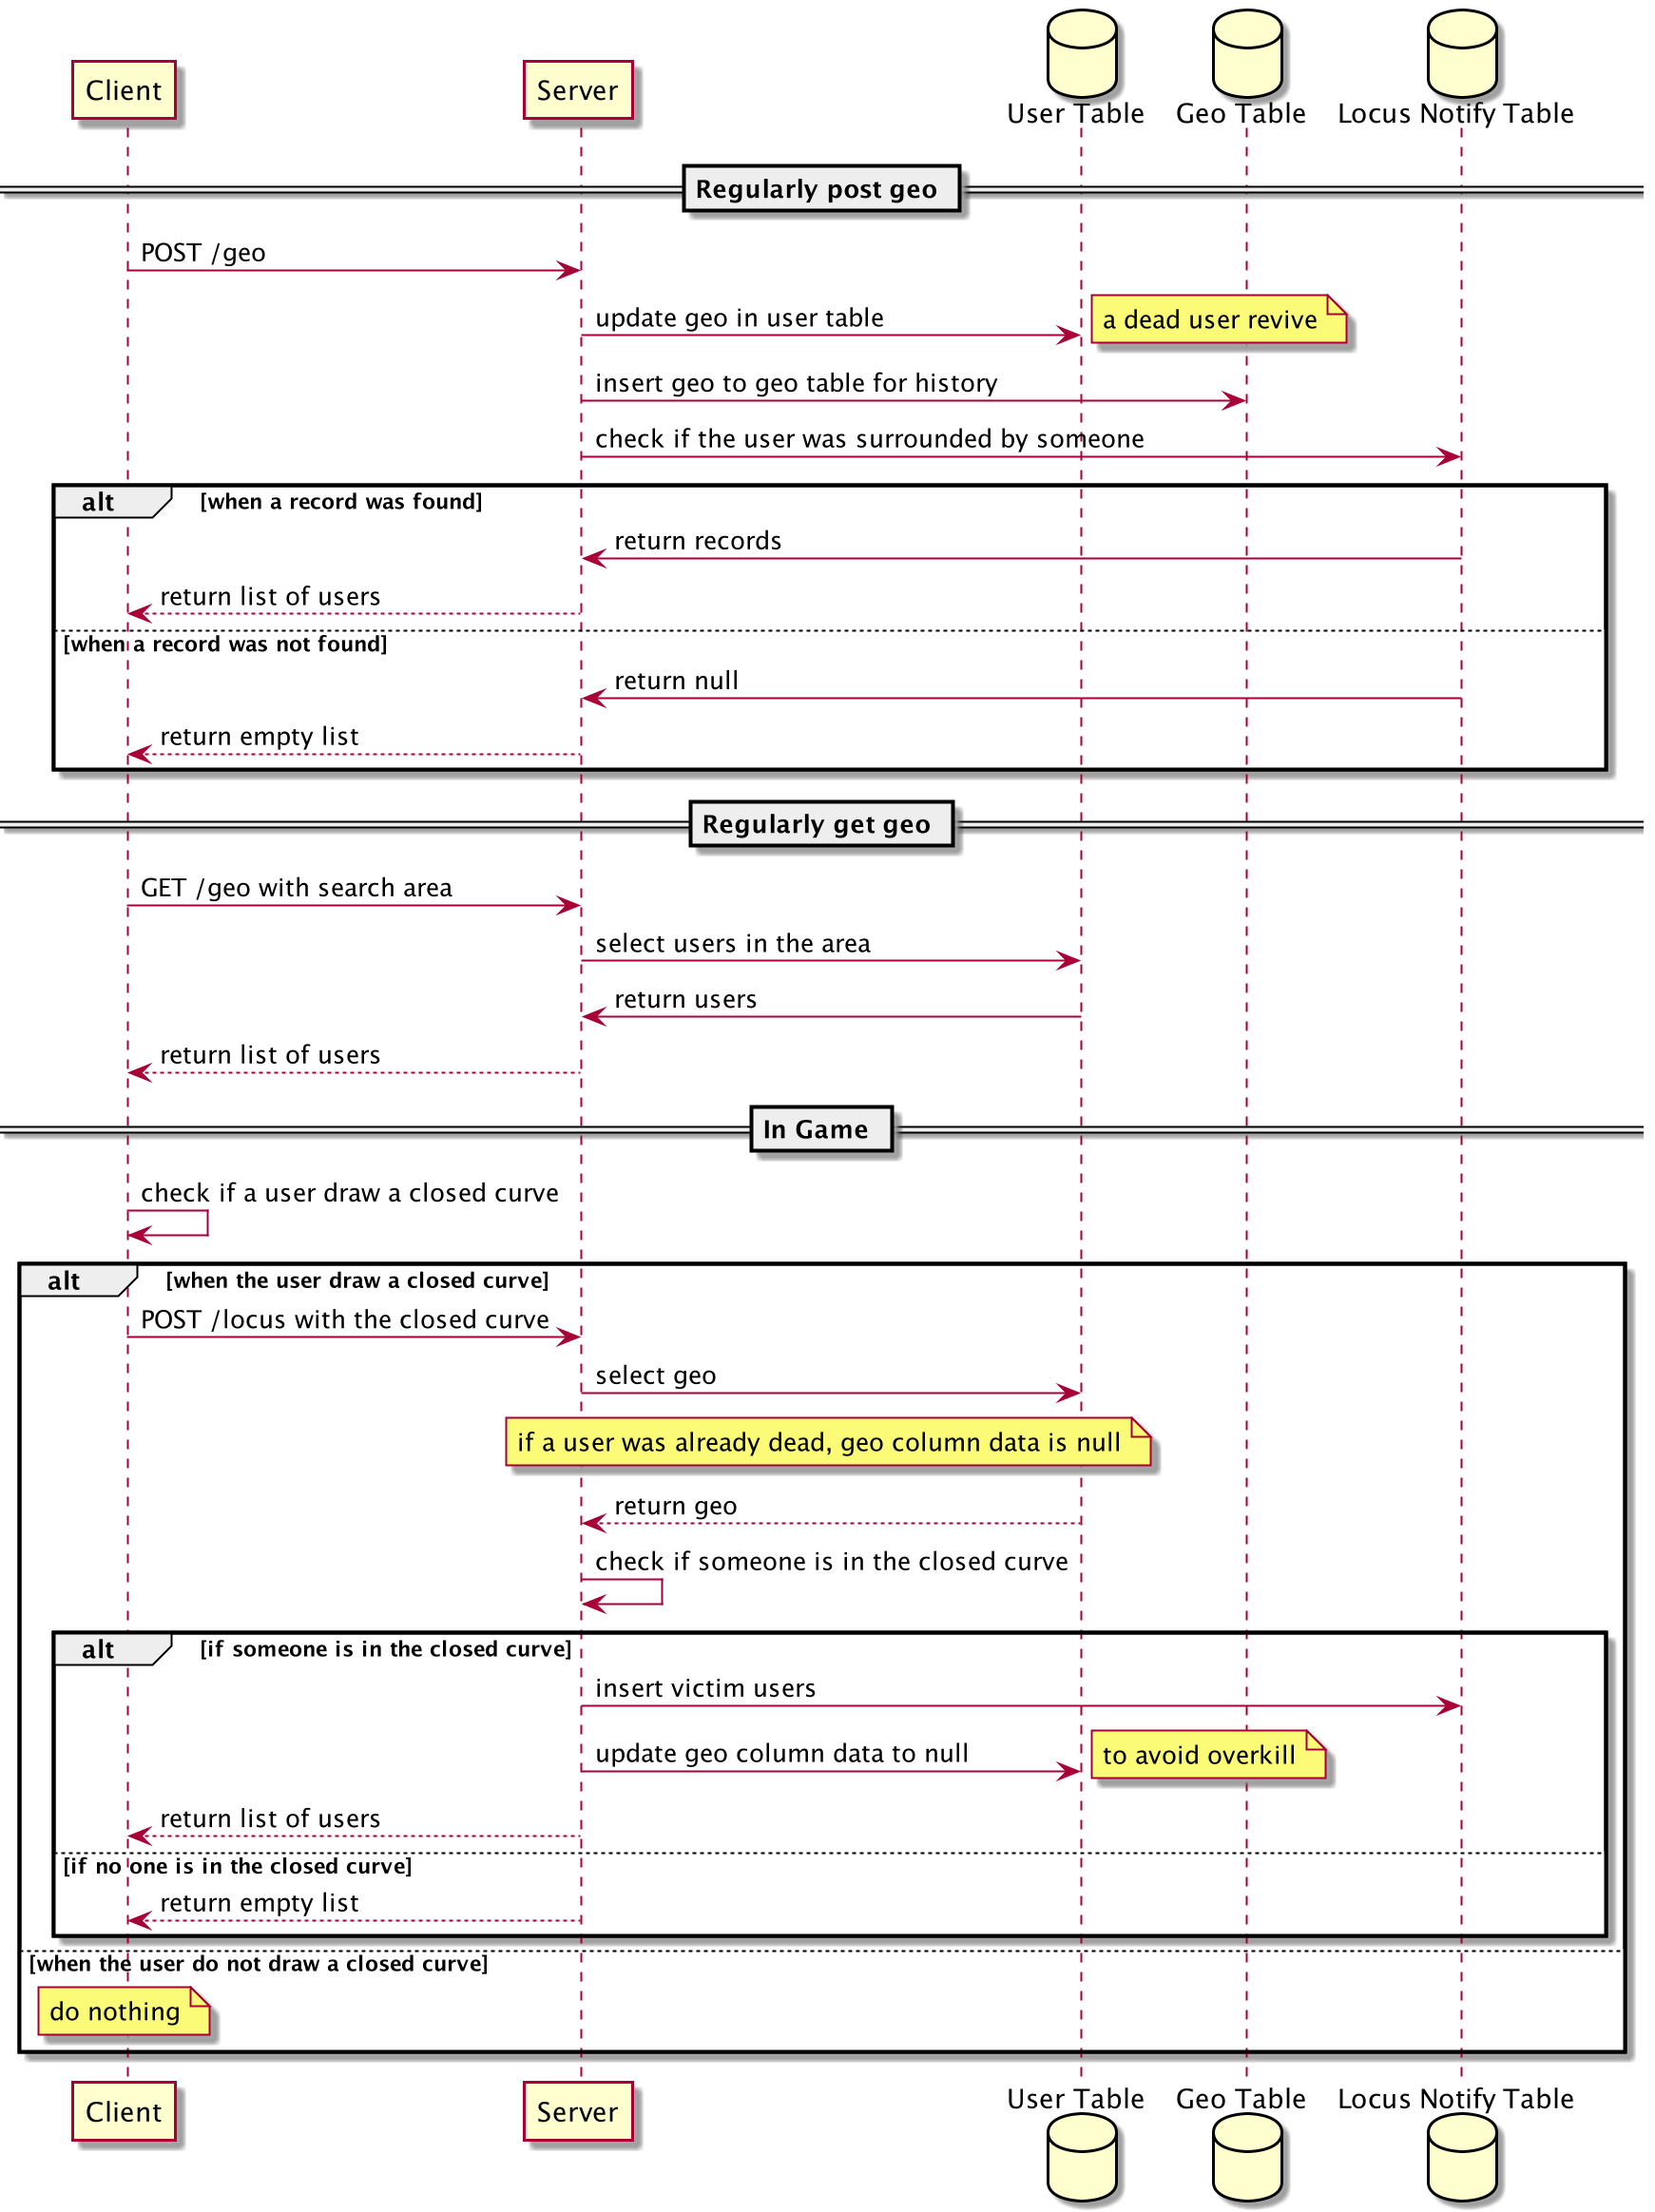 Client
Server
User Table
Geo Table
Locus Notify Table
Regularly post geo
POST /geo
update geo in user table
a dead user revive
insert geo to geo table for history
check if the user was surrounded by someone
alt
[when a record was found]
return records
return list of users
[when a record was not found]
return null
return empty list
Regularly get geo
GET /geo with search area
select users in the area
return users
return list of users
In Game
check if a user draw a closed curve
alt
[when the user draw a closed curve]
POST /locus with the closed curve
select geo
if a user was already dead, geo column data is null
return geo
check if someone is in the closed curve
alt
[if someone is in the closed curve]
insert victim users
update geo column data to null
to avoid overkill
return list of users
[if no one is in the closed curve]
return empty list
[when the user do not draw a closed curve]
do nothing
Client
Server
User Table
Geo Table
Locus Notify Table